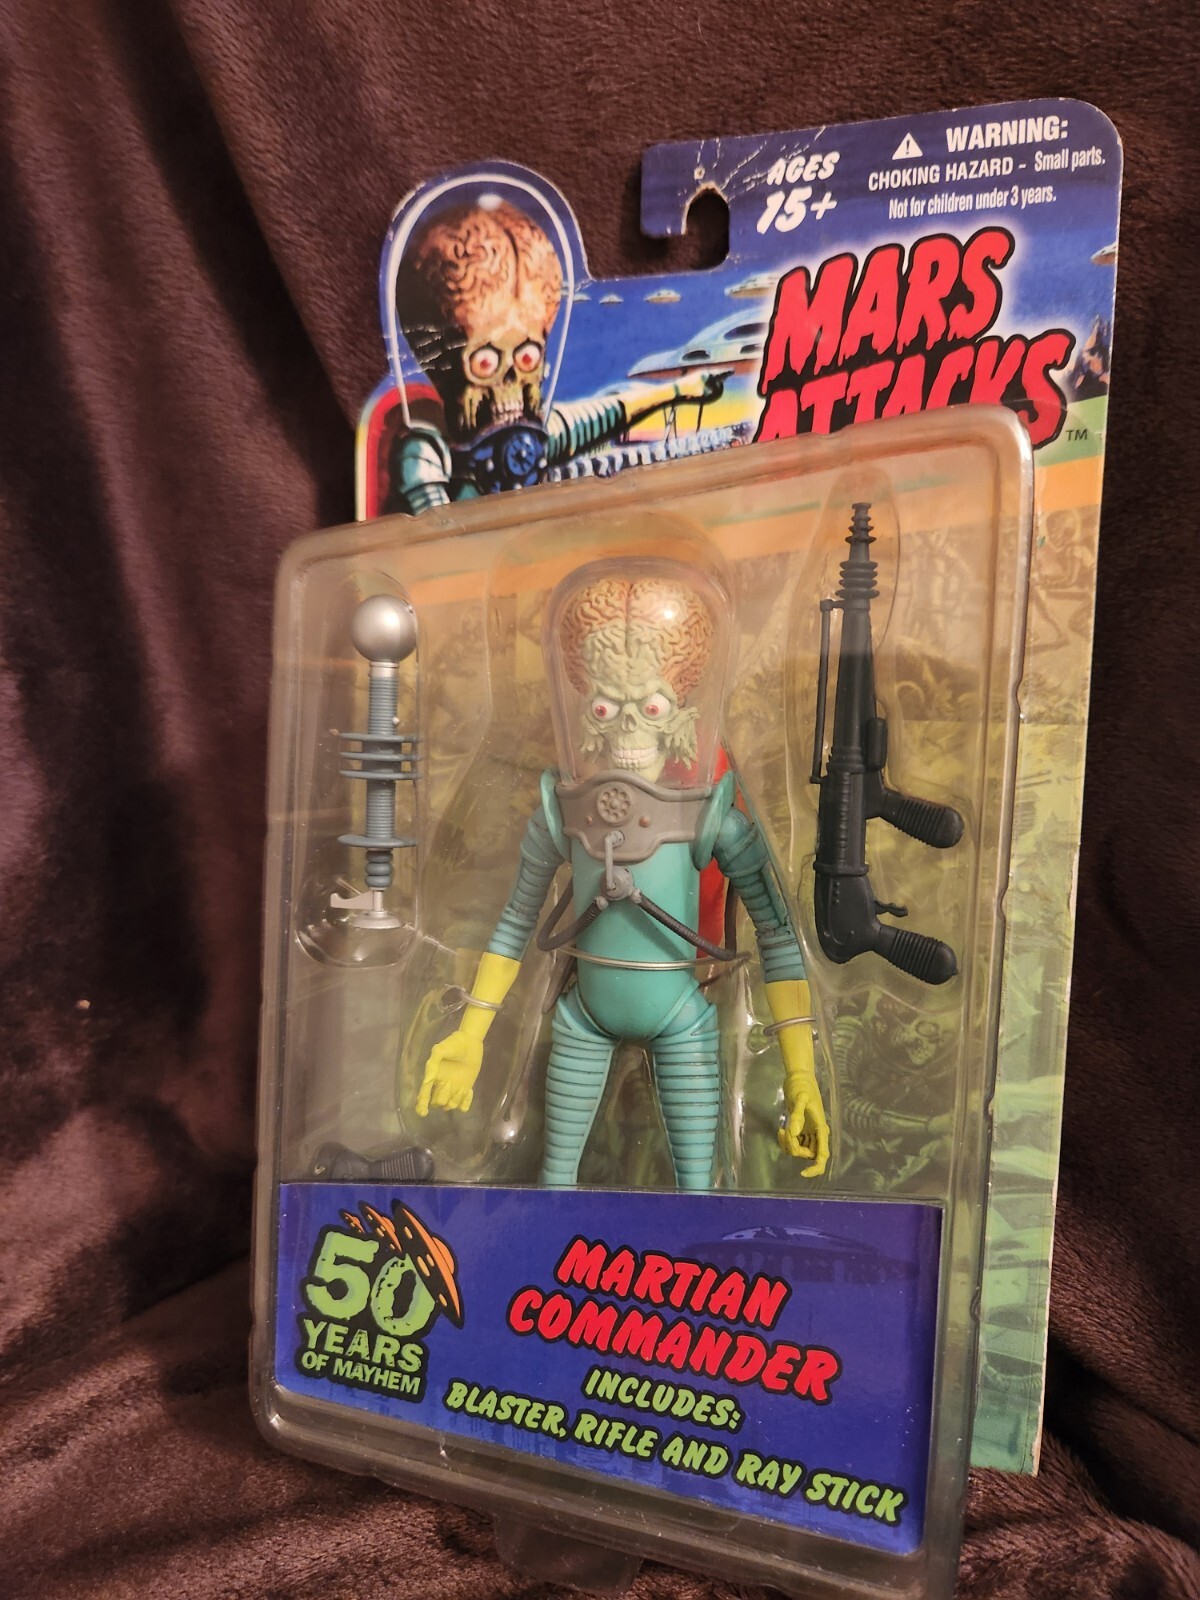 AGES
15+
WARNING:
CHOKING HAZARD - Small parts.
Not for children under 3 years.
MARS
ATTACKS
TM
50
YEARS
OF MAYHEM
MARTIAN
COMMANDER
INCLUDES:
BLASTER, RIFLE AND RAY STICK